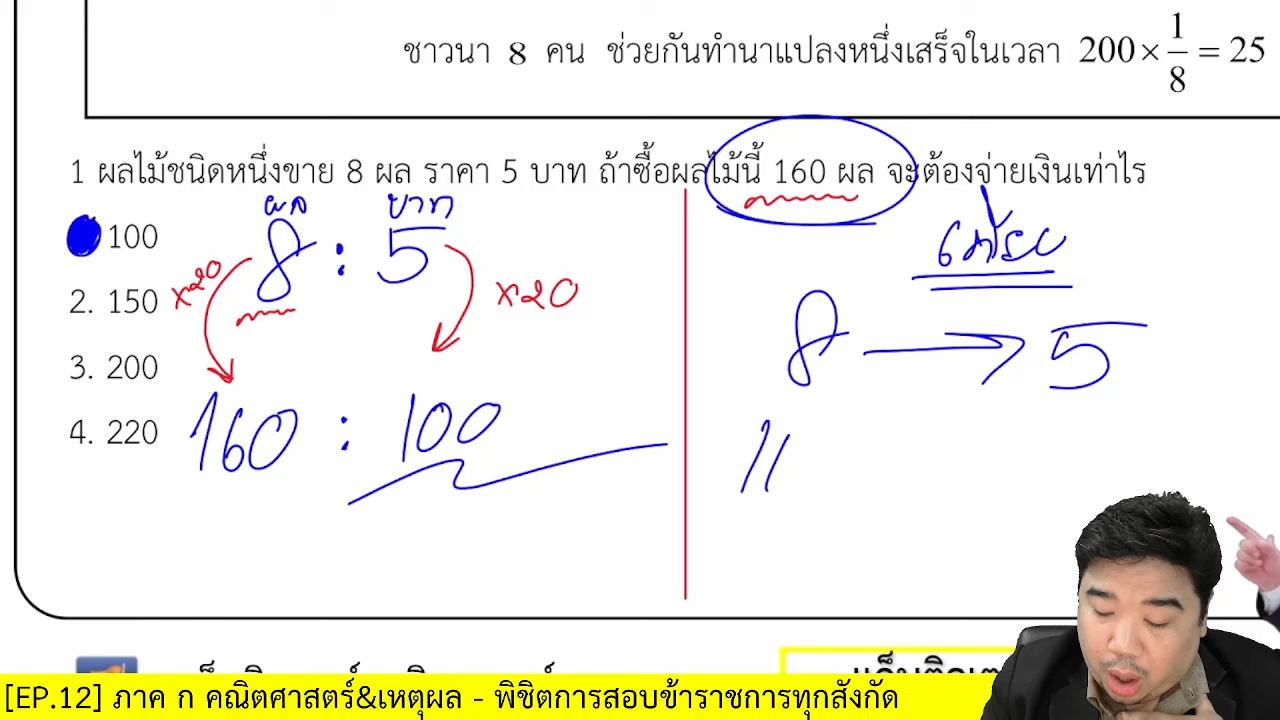 ชาวนา 8 คน ช่วยกันทำนาแปลงหนึ่งเสร็จในเวลา 200 × 1/8 = 25
1 ผลไม้ชนิดหนึ่งขาย 8 ผล ราคา 5 บาท ถ้าซื้อผลไม้นี้ 160 ผล จะต้องจ่ายเงินเท่าไร
ผล บาท
100
8 : 5
x20 x20
2. 150
3. 200
4. 220
160 : 100
8 → 5
[EP.12] ภาค ก คณิตศาสตร์&เหตุผล - พิชิตการสอบข้าราชการทุกสังกัด